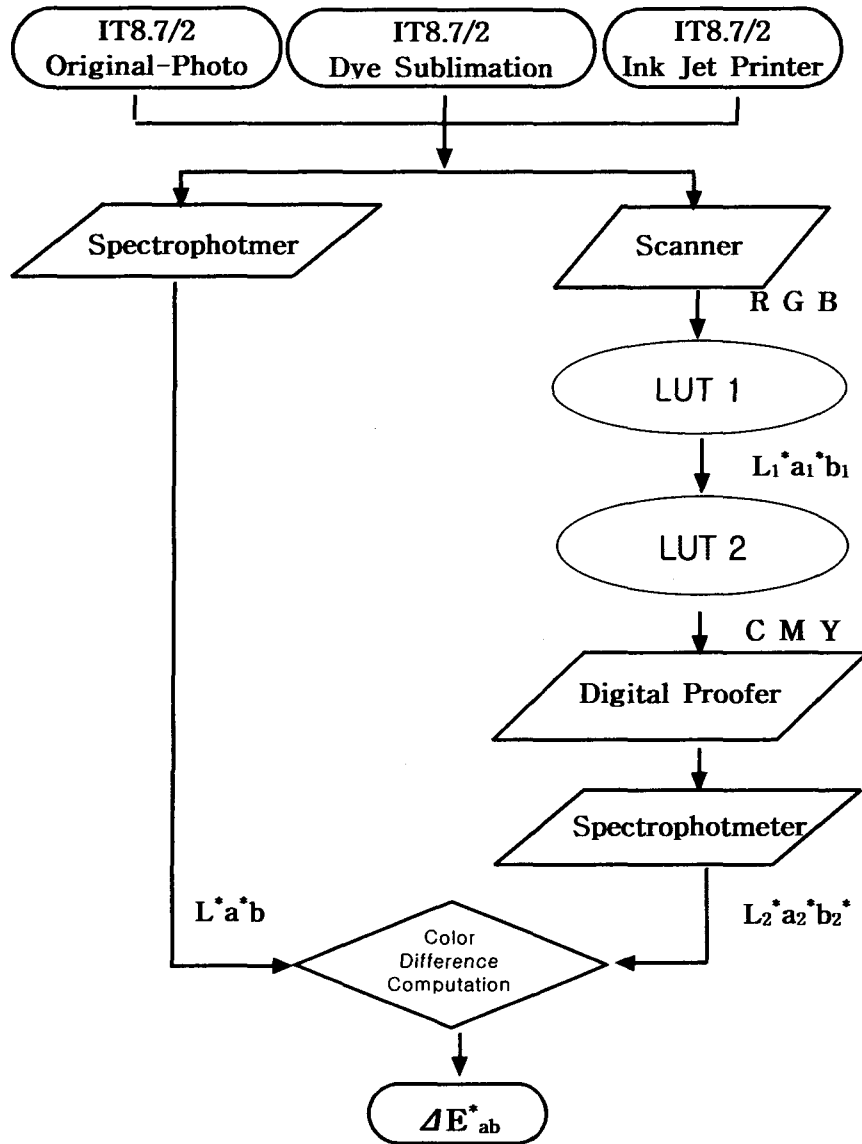 IT8.7/2
Original-Photo
IT8.7/2
Dye Sublimation
IT8.7/2
Ink Jet Printer
Spectrophotmer
Scanner
R G B
LUT 1
L₁*a₁*b₁
LUT 2
C M Y
Digital Proofer
Spectrophotmeter
L*a*b
L₂*a₂*b₂*
Color
Difference
Computation
ΔE*ab